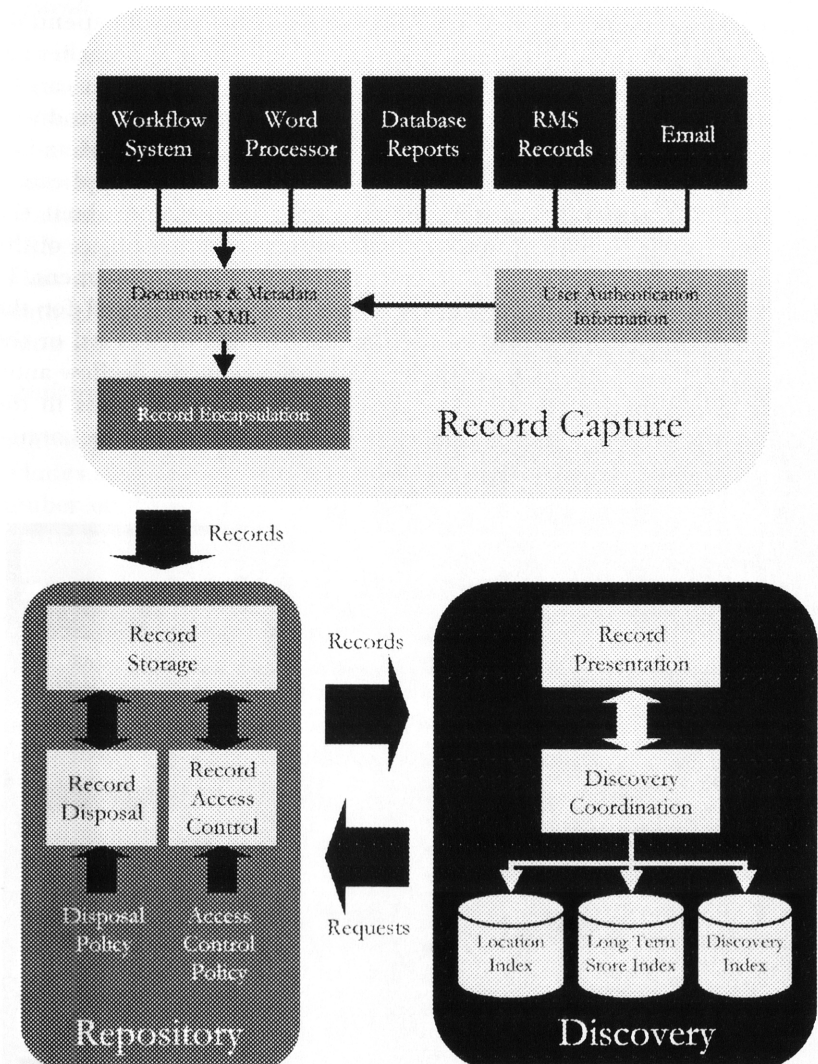 Workflow
System
Word
Processor
Database
Reports
RMS
Records
Email
Documents & Metadara
in XML
User Authentication
Information
Record Encapsulation
Record Capture
Records
Record
Storage
Record
Disposal
Record
Access
Control
Disposal
Policy
Access
Control
Policy
Repository
Records
Requests
Record
Presentation
Discovery
Coordination
Location
Index
Long Term
Store Index
Discovery
Index
Discovery